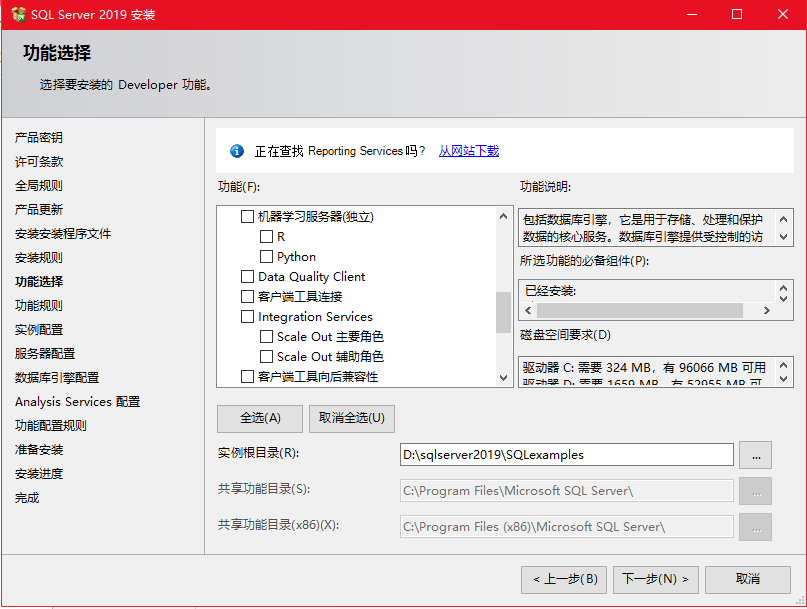 SQL Server 2019 安装
功能选择
选择要安装的 Developer 功能。
产品密钥
许可条款
全局规则
产品更新
安装安装程序文件
安装规则
功能选择
功能规则
实例配置
服务器配置
数据库引擎配置
Analysis Services 配置
功能配置规则
准备安装
安装进度
完成
正在查找 Reporting Services 吗? 从网站下载
功能(F):
机器学习服务器(独立)
R
Python
Data Quality Client
客户端工具连接
Integration Services
Scale Out 主要角色
Scale Out 辅助角色
客户端工具向后兼容性
功能说明:
包括数据库引擎，它是用于存储、处理和保护
数据的核心服务。数据库引擎提供受控制的访
所选功能的必备组件(P):
已经安装:
磁盘空间要求(D)
驱动器 C: 需要 324 MB，有 96066 MB 可用
驱动器 D: 需要 1659 MB，有 52955 MB 可
全选(A)
取消全选(U)
实例根目录(R):
D:\sqlserver2019\SQLexamples
...
共享功能目录(S):
C:\Program Files\Microsoft SQL Server\
...
共享功能目录(x86)(X):
C:\Program Files (x86)\Microsoft SQL Server\
...
< 上一步(B)
下一步(N) >
取消